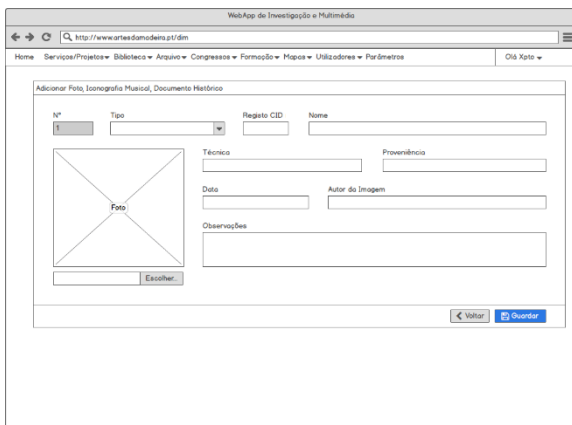 WebApp de Investigação e Multimédia
http://www.artesdamadeira.pt/dim
Home Serviços/Projetos Biblioteca Arquivo Congressos Formação Mapas Utilizadores Parâmetros Olá Xpto
Adicionar Foto, Iconografia Musical, Documento Histórico
Nº Tipo Registo CID Nome
1
Técnica Proveniência
Data Autor da Imagem
Foto
Observações
Escolher..
Voltar Guardar